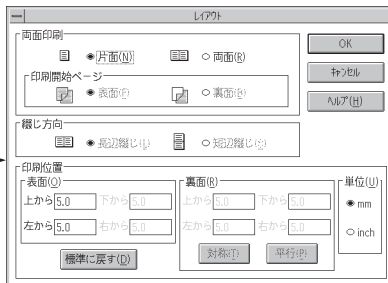 レイアウト
両面印刷
片面(N) 両面(R)
印刷開始ページ
表面(F) 裏面(B)
OK
キャンセル
ヘルプ(H)
綴じ方向
長辺綴じ(L) 短辺綴じ(S)
印刷位置
表面(O)
上から 5.0 下から 5.0
左から 5.0 右から 5.0
標準に戻す(D)
裏面(R)
上から 5.0 下から 5.0
左から 5.0 右から 5.0
対称(T) 平行(P)
単位(U)
mm
inch